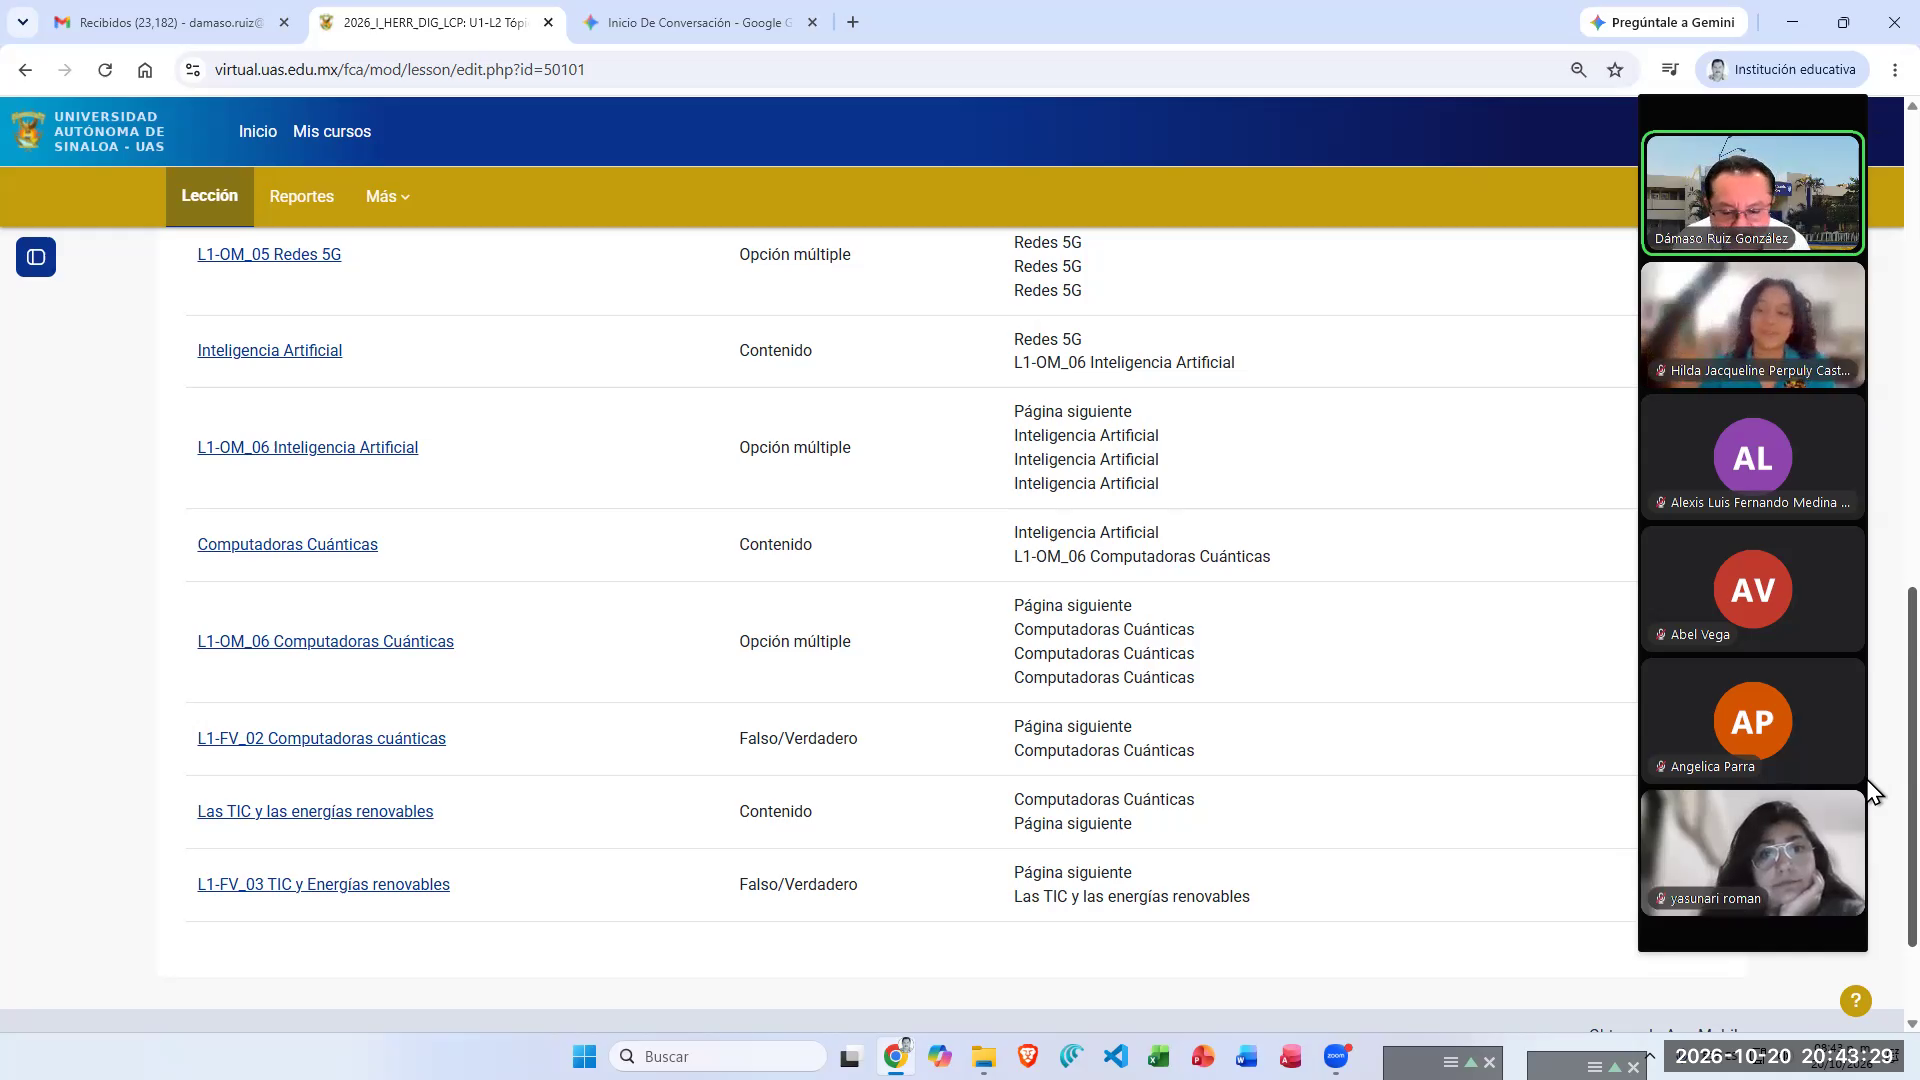 Recibidos (23,182) - damaso.ruiz@
2026_I_HERR_DIG_LCP: U1-L2 Tópi
Inicio De Conversación - Google G
Pregúntale a Gemini
virtual.uas.edu.mx/fca/mod/lesson/edit.php?id=50101
Institución educativa
UNIVERSIDAD
AUTÓNOMA DE
SINALOA - UAS
Inicio
Mis cursos
Lección
Reportes
Más
L1-OM_05 Redes 5G
Opción múltiple
Redes 5G
Redes 5G
Redes 5G
Inteligencia Artificial
Contenido
Redes 5G
L1-OM_06 Inteligencia Artificial
L1-OM_06 Inteligencia Artificial
Opción múltiple
Página siguiente
Inteligencia Artificial
Inteligencia Artificial
Inteligencia Artificial
Computadoras Cuánticas
Contenido
Inteligencia Artificial
L1-OM_06 Computadoras Cuánticas
L1-OM_06 Computadoras Cuánticas
Opción múltiple
Página siguiente
Computadoras Cuánticas
Computadoras Cuánticas
Computadoras Cuánticas
L1-FV_02 Computadoras cuánticas
Falso/Verdadero
Página siguiente
Computadoras Cuánticas
Las TIC y las energías renovables
Contenido
Computadoras Cuánticas
Página siguiente
L1-FV_03 TIC y Energías renovables
Falso/Verdadero
Página siguiente
Las TIC y las energías renovables
Dámaso Ruiz González
Hilda Jacqueline Perpuly Cast...
AL
Alexis Luis Fernando Medina ...
AV
Abel Vega
AP
Angelica Parra
yasunari roman
?
Buscar
zoom
2026-10-20 20:43:29